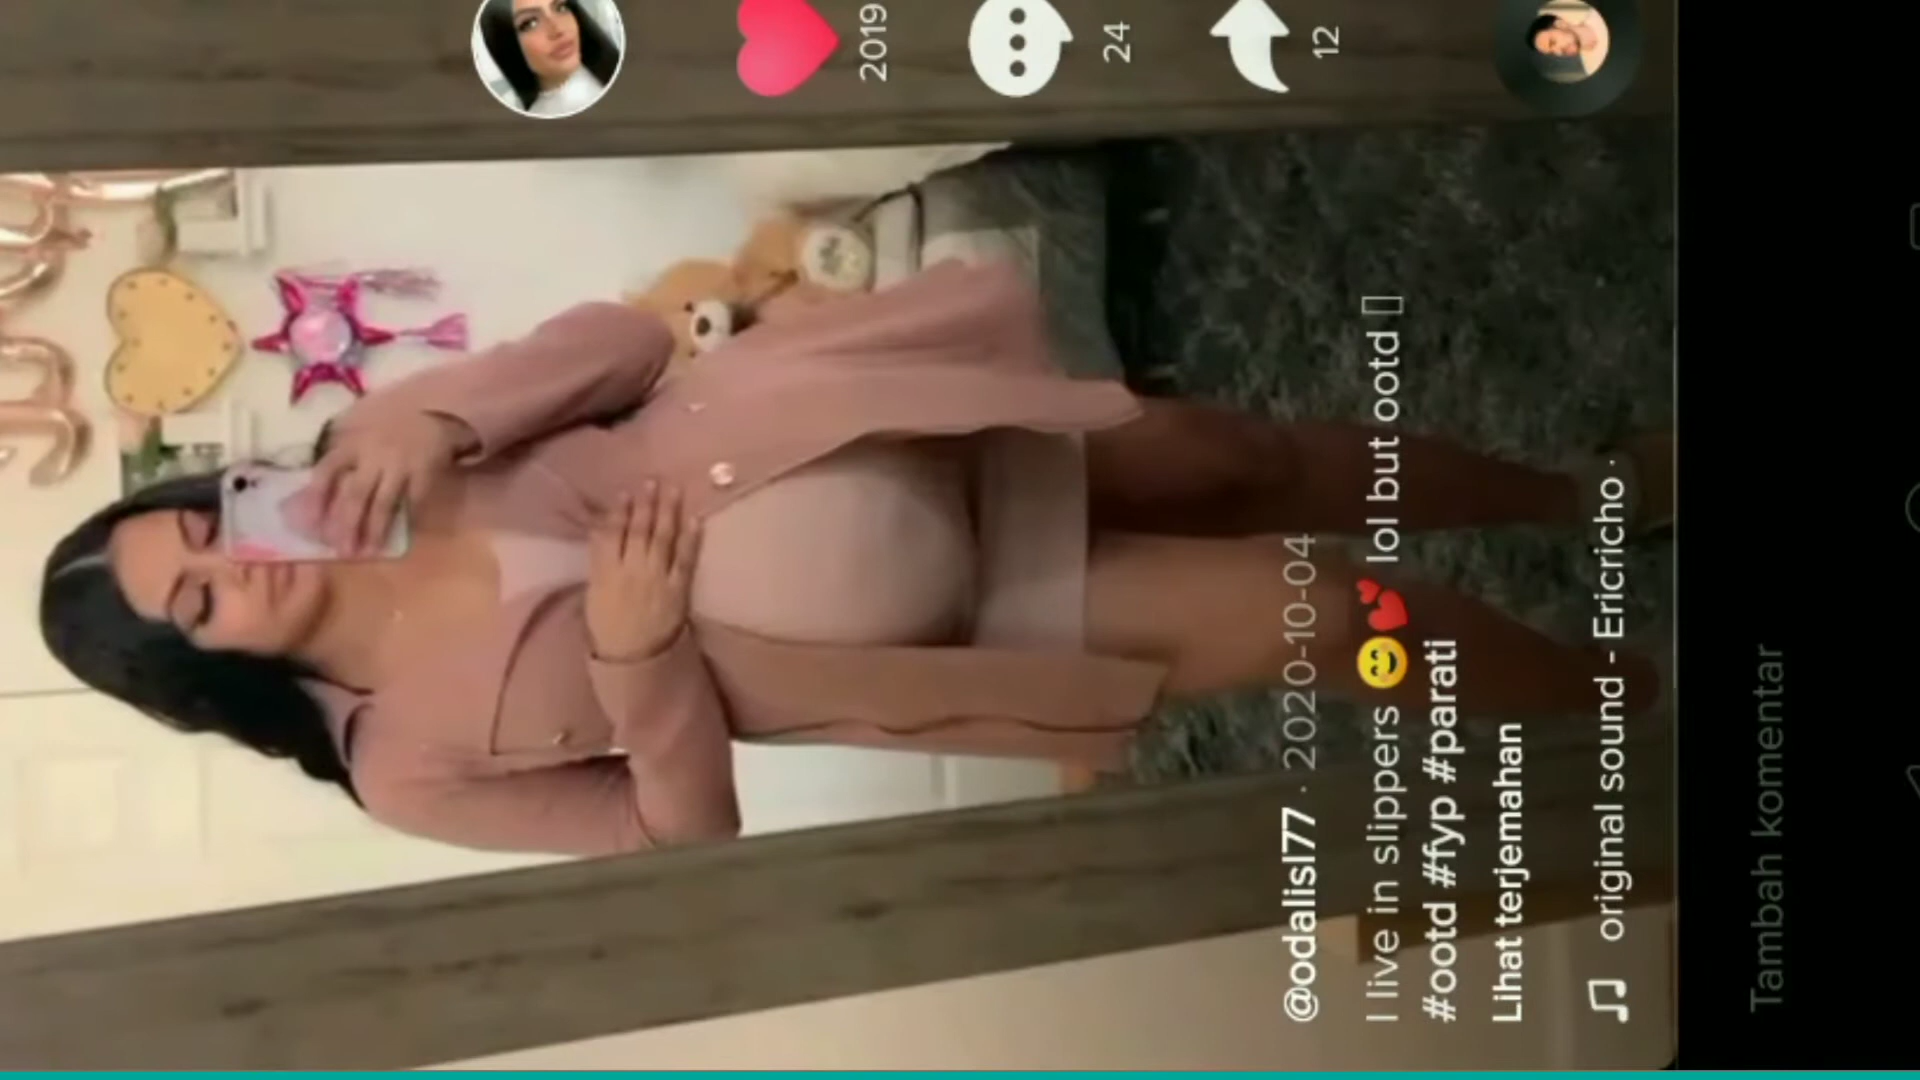 2019
24
12
@odalisl77 · 2020-10-04
I live in slippers 😊💕 lol but ootd
#ootd #fyp #parati
Lihat terjemahan
original sound - Ericricho ·
Tambah komentar